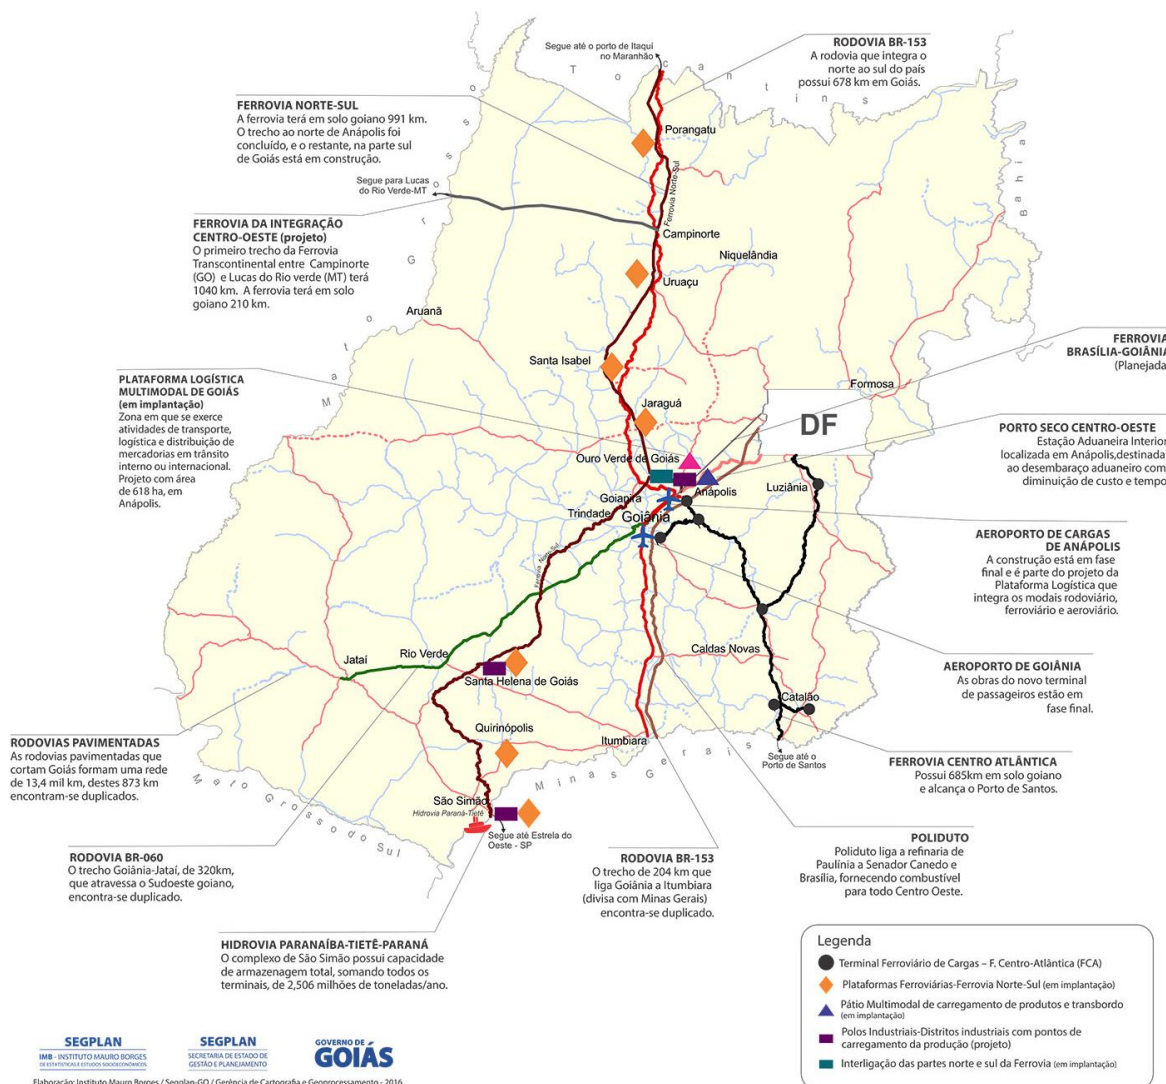 Segue até o porto de Itaqui
no Maranhão
Tocantins
RODOVIA BR-153
A rodovia que integra o
norte ao sul do país
possui 678 km em Goiás.
FERROVIA NORTE-SUL
A ferrovia terá em solo goiano 991 km.
O trecho ao norte de Anápolis foi
concluído, e o restante, na parte sul
de Goiás está em construção.
Porangatu
Ferrovia Norte-Sul
Bahia
Segue para Lucas
do Rio Verde-MT
FERROVIA DA INTEGRAÇÃO
CENTRO-OESTE (projeto)
O primeiro trecho da Ferrovia
Transcontinental entre Campinorte
(GO) e Lucas do Rio verde (MT) terá
1040 km. A ferrovia terá em solo
goiano 210 km.
Mato Grosso
Campinorte
Niquelândia
Uruaçu
Aruanã
FERROVIA
BRASÍLIA-GOIÂNIA
(Planejada
Santa Isabel
Formosa
PLATAFORMA LOGÍSTICA
MULTIMODAL DE GOIÁS
(em implantação)
Zona em que se exerce
atividades de transporte,
logística e distribuição de
mercadorias em trânsito
interno ou internacional.
Projeto com área
de 618 ha, em
Anápolis.
Jaraguá
DF
PORTO SECO CENTRO-OESTE
Estação Aduaneira Interior
localizada em Anápolis,destinada
ao desembaraço aduaneiro com
diminuição de custo e tempo
Ouro Verde de Goiás
Anápolis
Luziânia
Goianira
Trindade
Goiânia
Ferrovia Norte-Sul
AEROPORTO DE CARGAS
DE ANÁPOLIS
A construção está em fase
final e é parte do projeto da
Plataforma Logística que
integra os modais rodoviário,
ferroviário e aeroviário.
Jataí
Rio Verde
Caldas Novas
Santa Helena de Goiás
AEROPORTO DE GOIÂNIA
As obras do novo terminal
de passageiros estão em
fase final.
Catalão
Quirinópolis
Itumbiara
Minas Gerais
Segue até o
Porto de Santos
RODOVIAS PAVIMENTADAS
As rodovias pavimentadas que
cortam Goiás formam uma rede
de 13,4 mil km, destes 873 km
encontram-se duplicados.
Mato Grosso do Sul
FERROVIA CENTRO ATLÂNTICA
Possui 685km em solo goiano
e alcança o Porto de Santos.
São Simão
Hidrovia Paraná-Tietê
Segue até Estrela do
Oeste - SP
RODOVIA BR-060
O trecho Goiânia-Jataí, de 320km,
que atravessa o Sudoeste goiano,
encontra-se duplicado.
RODOVIA BR-153
O trecho de 204 km que
liga Goiânia a Itumbiara
(divisa com Minas Gerais)
encontra-se duplicado.
POLIDUTO
Poliduto liga a refinaria de
Paulínia a Senador Canedo e
Brasília, fornecendo combustível
para todo Centro Oeste.
HIDROVIA PARANAÍBA-TIETÊ-PARANÁ
O complexo de São Simão possui capacidade
de armazenagem total, somando todos os
terminais, de 2,506 milhões de toneladas/ano.
Legenda
Terminal Ferroviário de Cargas – F. Centro-Atlântica (FCA)
Plataformas Ferroviárias-Ferrovia Norte-Sul (em implantação)
Pátio Multimodal de carregamento de produtos e transbordo
(em implantação)
Polos Industriais-Distritos industriais com pontos de
carregamento da produção (projeto)
Interligação das partes norte e sul da Ferrovia (em implantação)
SEGPLAN
IMB - INSTITUTO MAURO BORGES
DE ESTATÍSTICAS E ESTUDOS SOCIOECONÔMICOS
SEGPLAN
SECRETARIA DE ESTADO DE
GESTÃO E PLANEJAMENTO
GOVERNO DE
GOIÁS
Elaboração: Instituto Mauro Borges / Segplan-GO / Gerência de Cartografia e Geoprocessamento - 2016